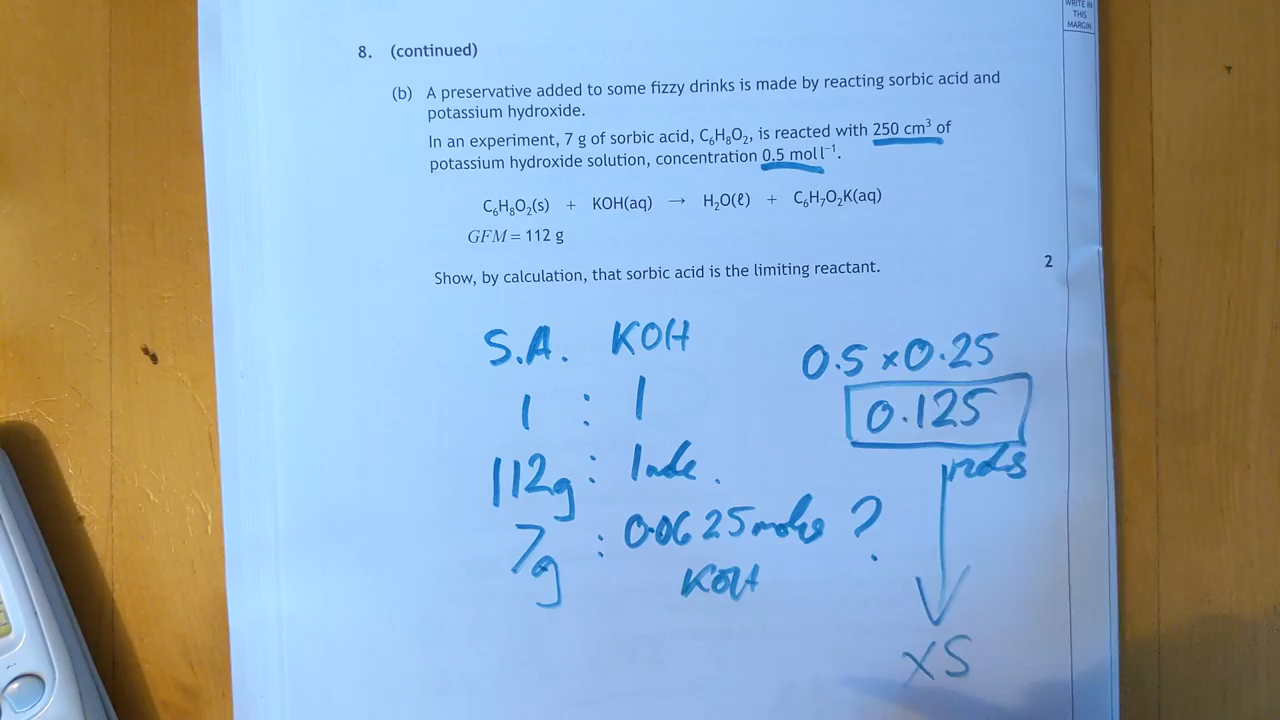 WRITE IN
THIS
MARGIN
8. (continued)
(b) A preservative added to some fizzy drinks is made by reacting sorbic acid and
potassium hydroxide.
In an experiment, 7 g of sorbic acid, C₆H₈O₂, is reacted with 250 cm³ of
potassium hydroxide solution, concentration 0.5 mol l⁻¹.
C₆H₈O₂(s) + KOH(aq) → H₂O(ℓ) + C₆H₇O₂K(aq)
GFM = 112 g
Show, by calculation, that sorbic acid is the limiting reactant.
2
S.A. KOH
1 : 1
112g : 1mole.
7g : 0.0625 moles ?
KOH
0.5 × 0.25
0.125
mols
XS